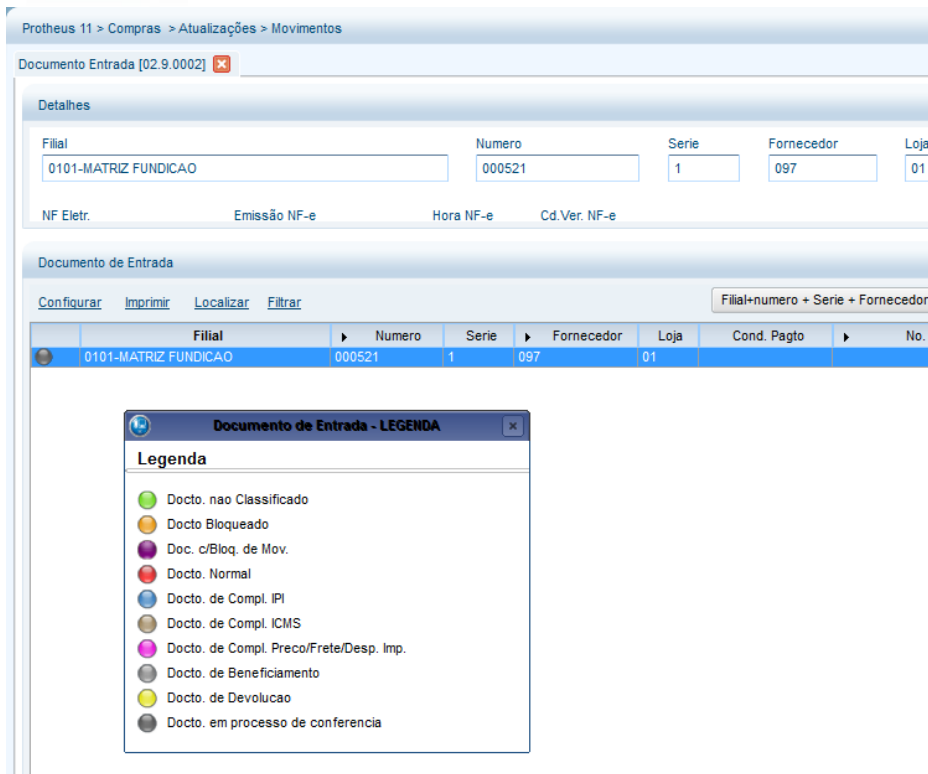 Protheus 11 > Compras > Atualizações > Movimentos
Documento Entrada [02.9.0002]
Detalhes
Filial Numero Serie Fornecedor Loja
0101-MATRIZ FUNDICAO 000521 1 097 01
NF Eletr. Emissão NF-e Hora NF-e Cd.Ver. NF-e
Documento de Entrada
Configurar Imprimir Localizar Filtrar Filial+numero + Serie + Fornecedor
Filial Numero Serie Fornecedor Loja Cond. Pagto No.
0101-MATRIZ FUNDICAO 000521 1 097 01
Documento de Entrada - LEGENDA
Legenda
Docto. nao Classificado
Docto Bloqueado
Doc. c/Bloq. de Mov.
Docto. Normal
Docto. de Compl. IPI
Docto. de Compl. ICMS
Docto. de Compl. Preco/Frete/Desp. Imp.
Docto. de Beneficiamento
Docto. de Devolucao
Docto. em processo de conferencia